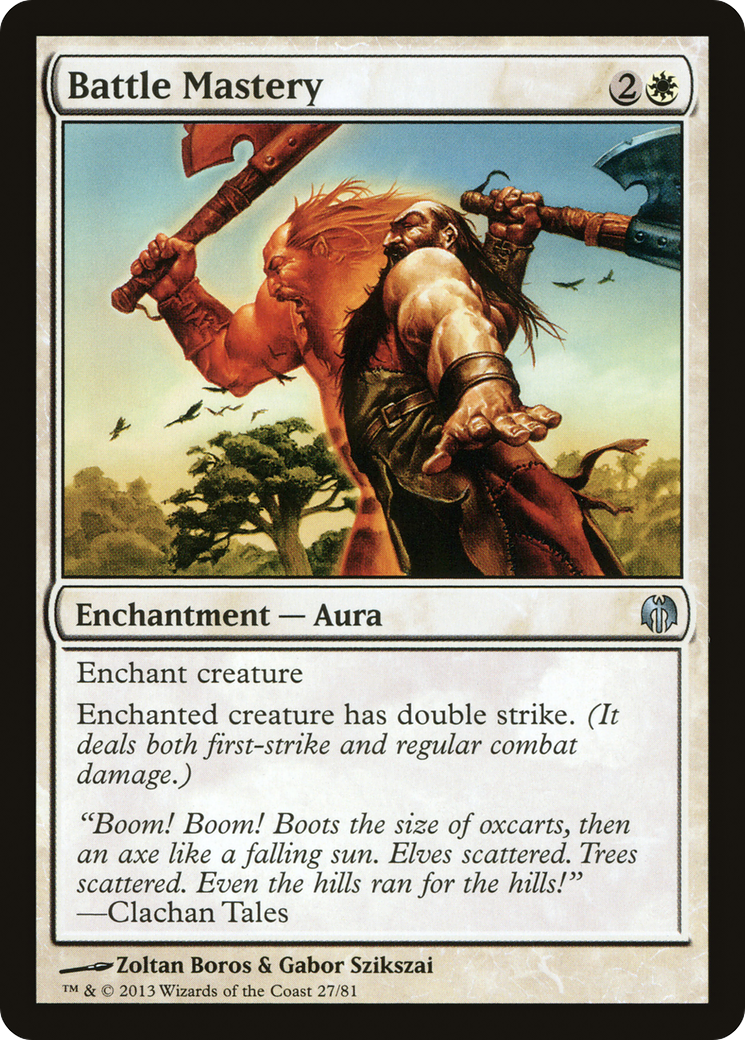 Battle Mastery 2
Enchantment — Aura
Enchant creature
Enchanted creature has double strike. (It
deals both first-strike and regular combat
damage.)
“Boom! Boom! Boots the size of oxcarts, then
an axe like a falling sun. Elves scattered. Trees
scattered. Even the hills ran for the hills!”
—Clachan Tales
Zoltan Boros & Gabor Szikszai
™ & © 2013 Wizards of the Coast 27/81